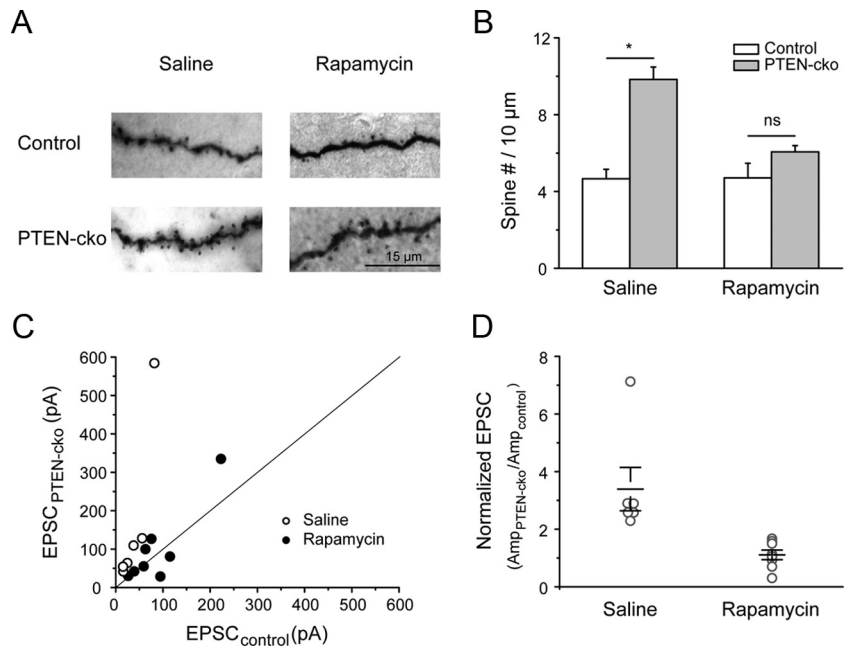 A
Saline
Rapamycin
Control
PTEN-cko
15 µm
B
12
8
4
0
Spine # / 10 µm
*
ns
Control
PTEN-cko
Saline
Rapamycin
C
600
500
400
300
200
100
0
EPSCPTEN-cko (pA)
Saline
Rapamycin
0 100 200 300 400 500 600
EPSCcontrol(pA)
D
8
6
4
2
0
Normalized EPSC
(AmpPTEN-cko/Ampcontrol)
Saline
Rapamycin